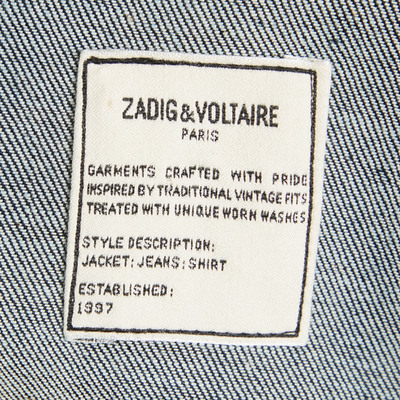 ZADIG&VOLTAIRE
PARIS
GARMENTS CRAFTED WITH PRIDE
INSPIRED BY TRADITIONAL VINTAGE FITS
TREATED WITH UNIQUE WORN WASHES
STYLE DESCRIPTION:
JACKET; JEANS; SHIRT
ESTABLISHED:
1997